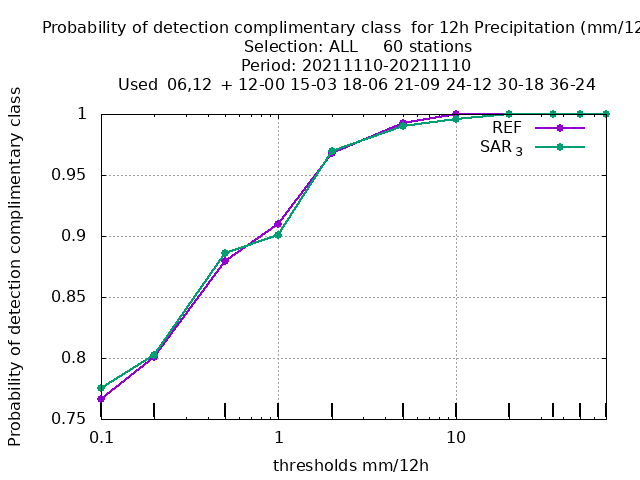 Probability of detection complimentary class  for 12h Precipitation (mm/12
Selection: ALL     60 stations
Period: 20211110-20211110
Used  06,12  + 12-00 15-03 18-06 21-09 24-12 30-18 36-24
Probability of detection complimentary class
1
0.95
0.9
0.85
0.8
0.75
REF
SAR 3
0.1 1 10
thresholds mm/12h